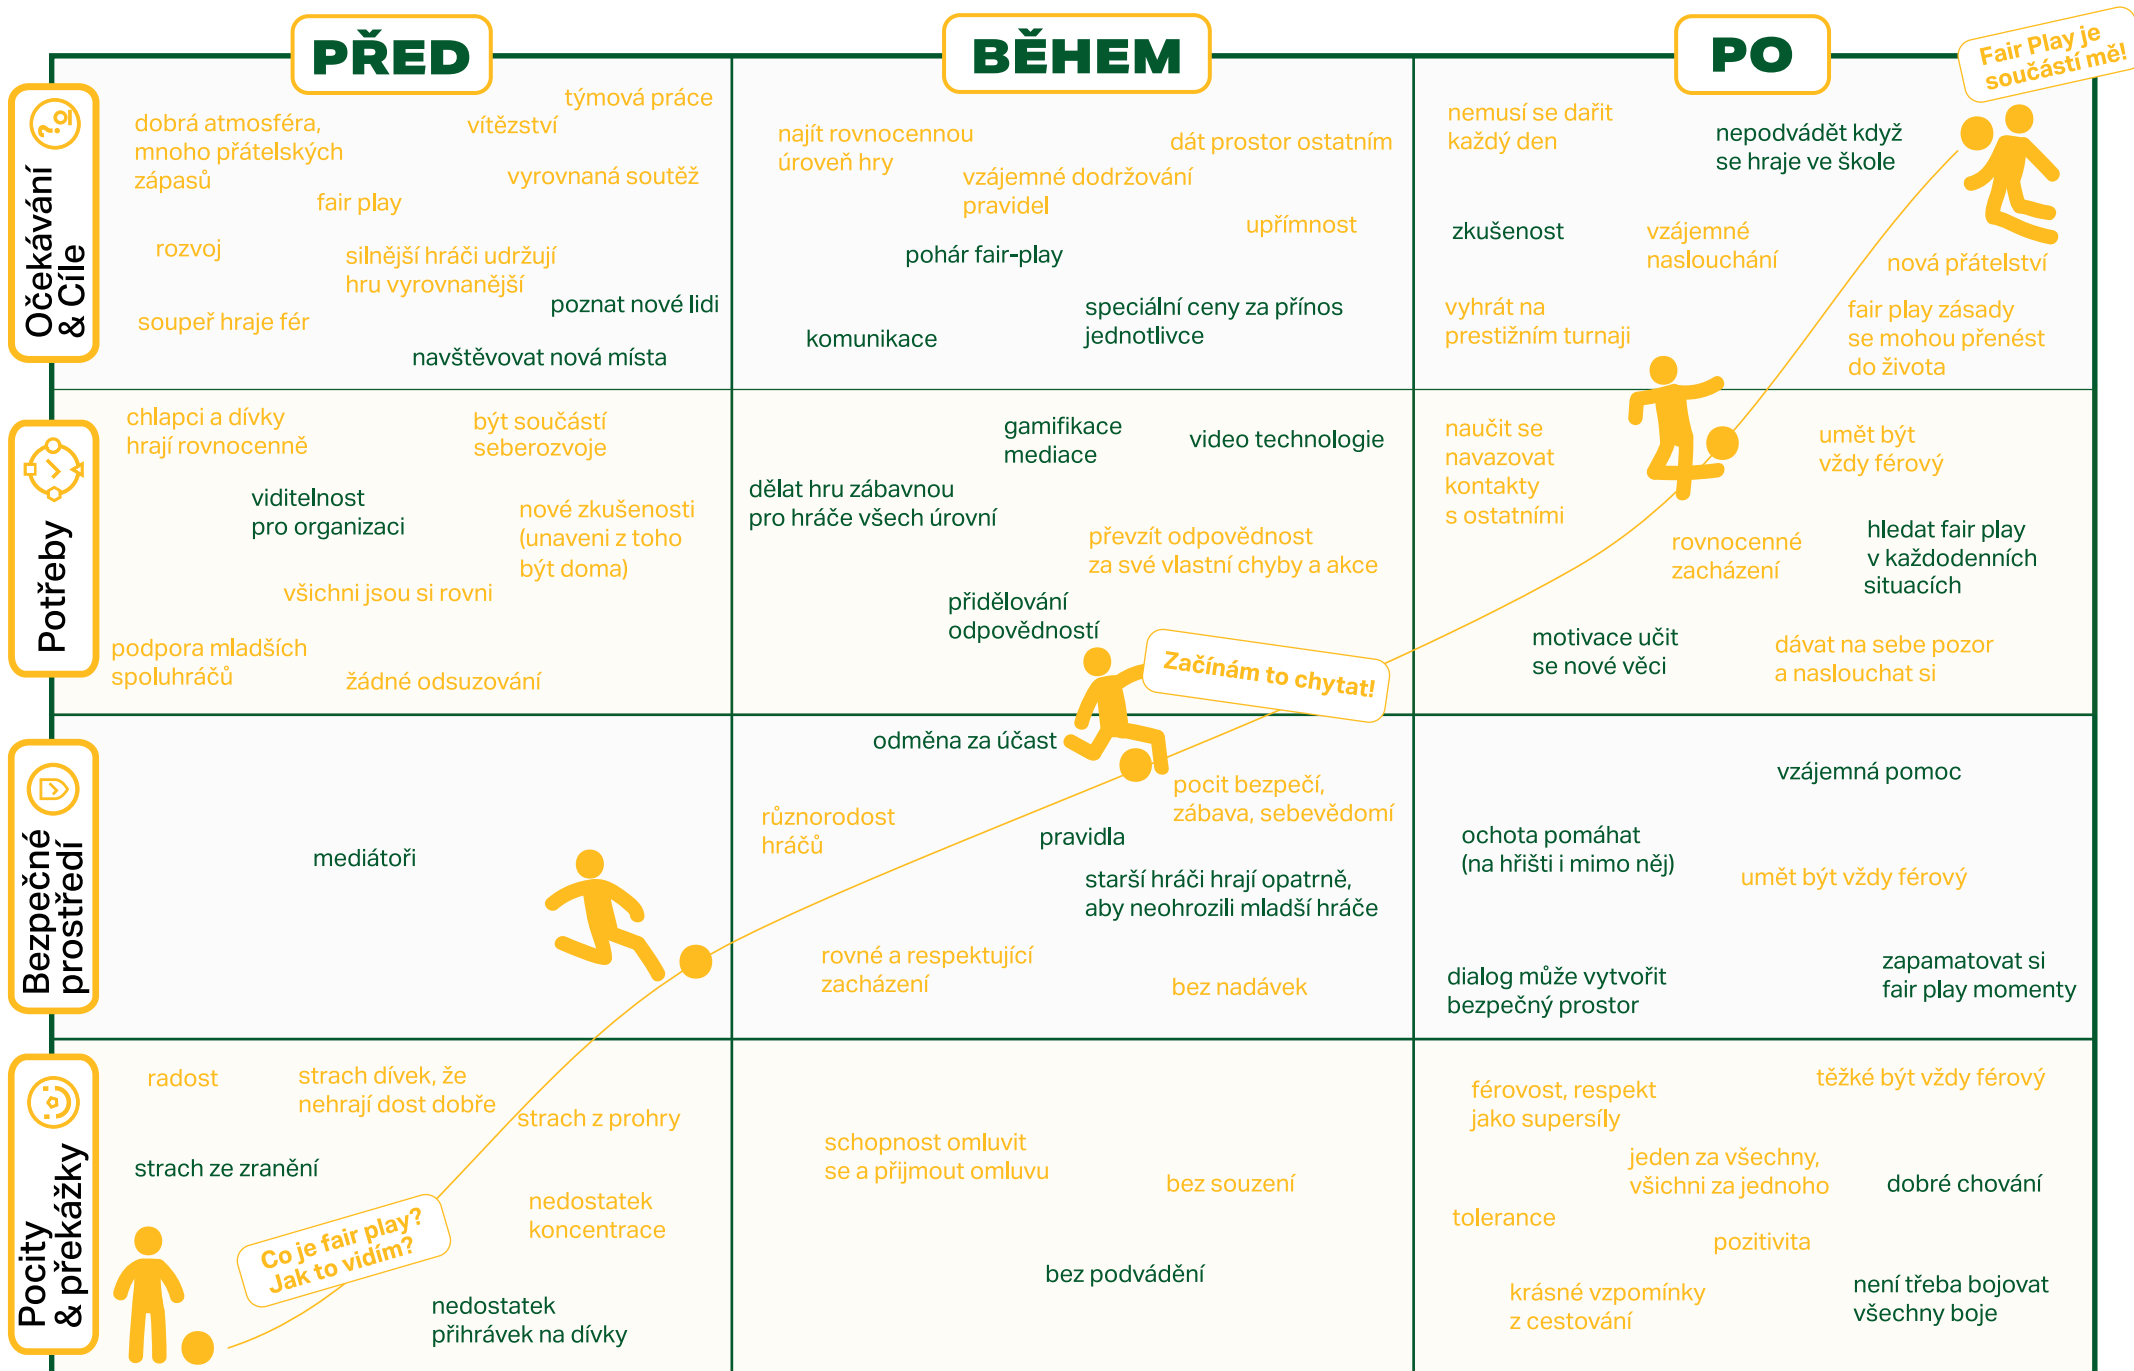 PŘED
BĚHEM
PO
Fair Play je
součástí mě!
Očekávání
& Cíle
týmová práce
dobrá atmosféra,
mnoho přátelských
zápasů
vítězství
vyrovnaná soutěž
fair play
rozvoj
silnější hráči udržují
hru vyrovnanější
poznat nové lidi
soupeř hraje fér
navštěvovat nová místa
najít rovnocennou
úroveň hry
dát prostor ostatním
vzájemné dodržování
pravidel
upřímnost
pohár fair-play
speciální ceny za přínos
jednotlivce
komunikace
nemusí se dařit
každý den
nepodvádět když
se hraje ve škole
zkušenost
vzájemné
naslouchání
nová přátelství
vyhrát na
prestižním turnaji
fair play zásady
se mohou přenést
do života
Potřeby
chlapci a dívky
hrají rovnocenně
být součástí
seberozvoje
viditelnost
pro organizaci
nové zkušenosti
(unaveni z toho
být doma)
všichni jsou si rovni
podpora mladších
spoluhráčů
žádné odsuzování
gamifikace
mediace
video technologie
dělat hru zábavnou
pro hráče všech úrovní
převzít odpovědnost
za své vlastní chyby a akce
přidělování
odpovědností
Začínám to chytat!
naučit se
navazovat
kontakty
s ostatními
umět být
vždy férový
rovnocenné
zacházení
hledat fair play
v každodenních
situacích
motivace učit
se nové věci
dávat na sebe pozor
a naslouchat si
Bezpečné
prostředí
mediátoři
odměna za účast
pocit bezpečí,
zábava, sebevědomí
různorodost
hráčů
pravidla
starší hráči hrají opatrně,
aby neohrozili mladší hráče
rovné a respektující
zacházení
bez nadávek
vzájemná pomoc
ochota pomáhat
(na hřišti i mimo něj)
umět být vždy férový
dialog může vytvořit
bezpečný prostor
zapamatovat si
fair play momenty
Pocity
& překážky
radost
strach dívek, že
nehrají dost dobře
strach z prohry
strach ze zranění
nedostatek
koncentrace
Co je fair play?
Jak to vidím?
nedostatek
přihrávek na dívky
schopnost omluvit
se a přijmout omluvu
bez souzení
bez podvádění
férovost, respekt
jako supersíly
těžké být vždy férový
jeden za všechny,
všichni za jednoho
dobré chování
tolerance
pozitivita
krásné vzpomínky
z cestování
není třeba bojovat
všechny boje